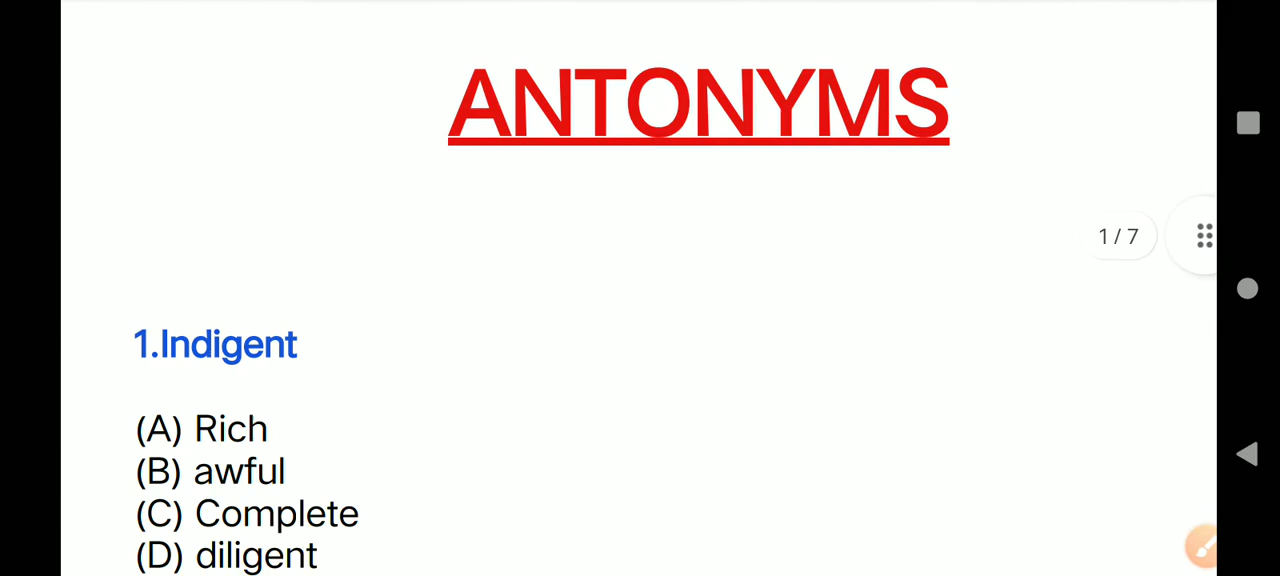 ANTONYMS
1 / 7
1.Indigent
(A) Rich
(B) awful
(C) Complete
(D) diligent